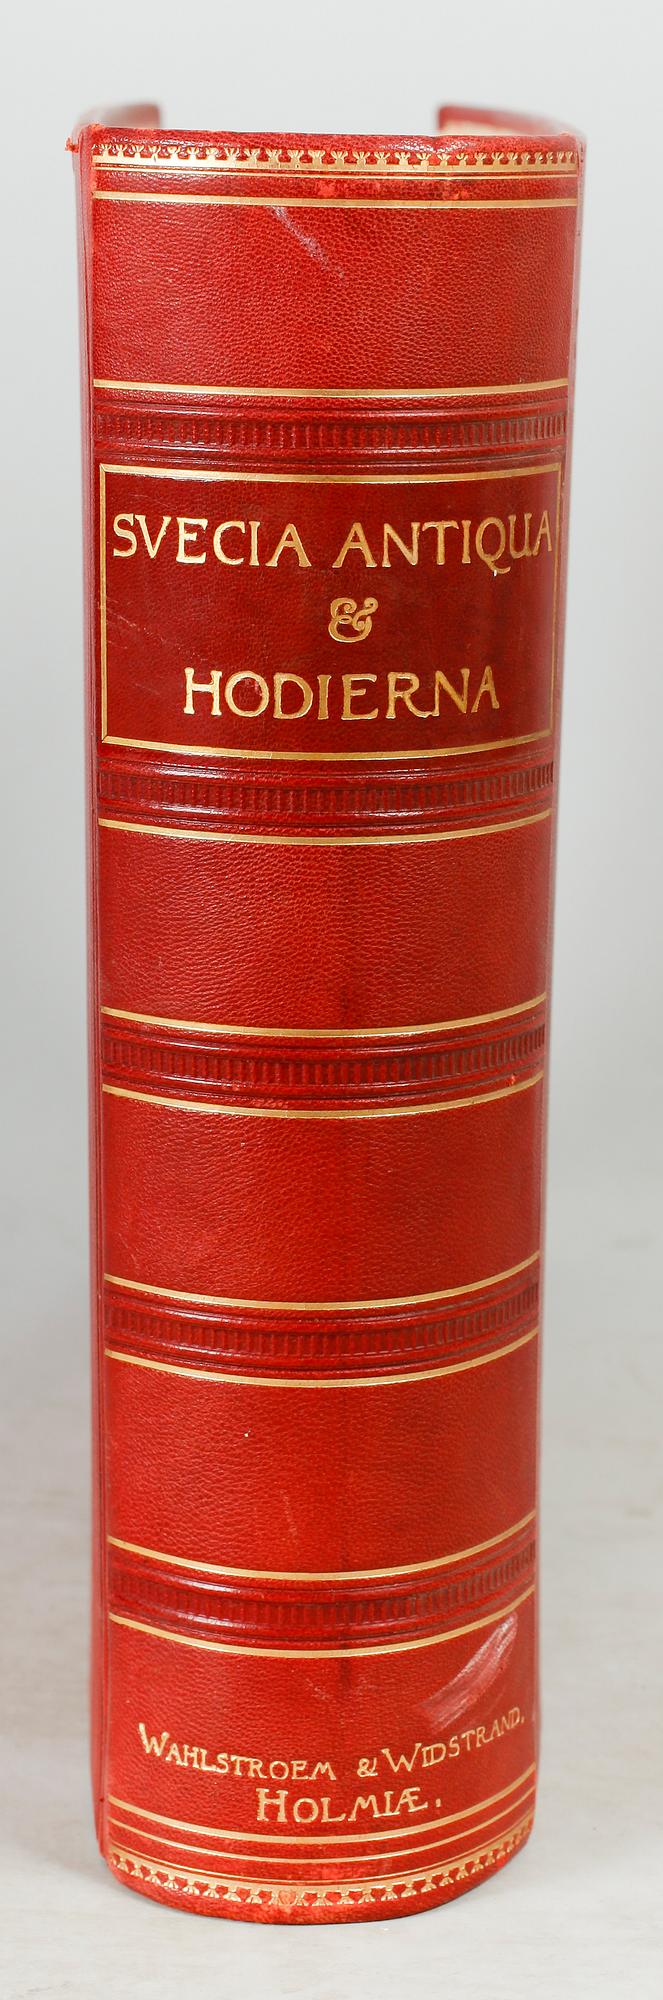 SVECIA ANTIQUA
&
HODIERNA
WAHLSTROEM & WIDSTRAND.
HOLMIÆ.